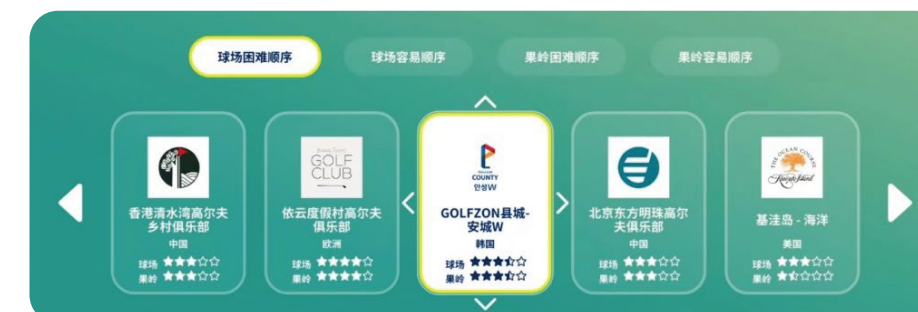 球场困难顺序
球场容易顺序
果岭困难顺序
果岭容易顺序
香港清水湾高尔夫
乡村俱乐部
中国
球场 ★★★☆☆
果岭 ★★★☆☆
GOLF
CLUB
依云度假村高尔夫
俱乐部
欧洲
球场 ★★★★☆
果岭 ★★★★☆
COUNTY
안성W
GOLFZON县城-
安城W
韩国
球场
果岭
北京东方明珠高尔
夫俱乐部
中国
球场 ★★★☆☆
果岭 ★★★☆☆
THE OCEAN COURSE
Kiawah Island
基洼岛 - 海洋
美国
球场 ★★★☆☆
果岭